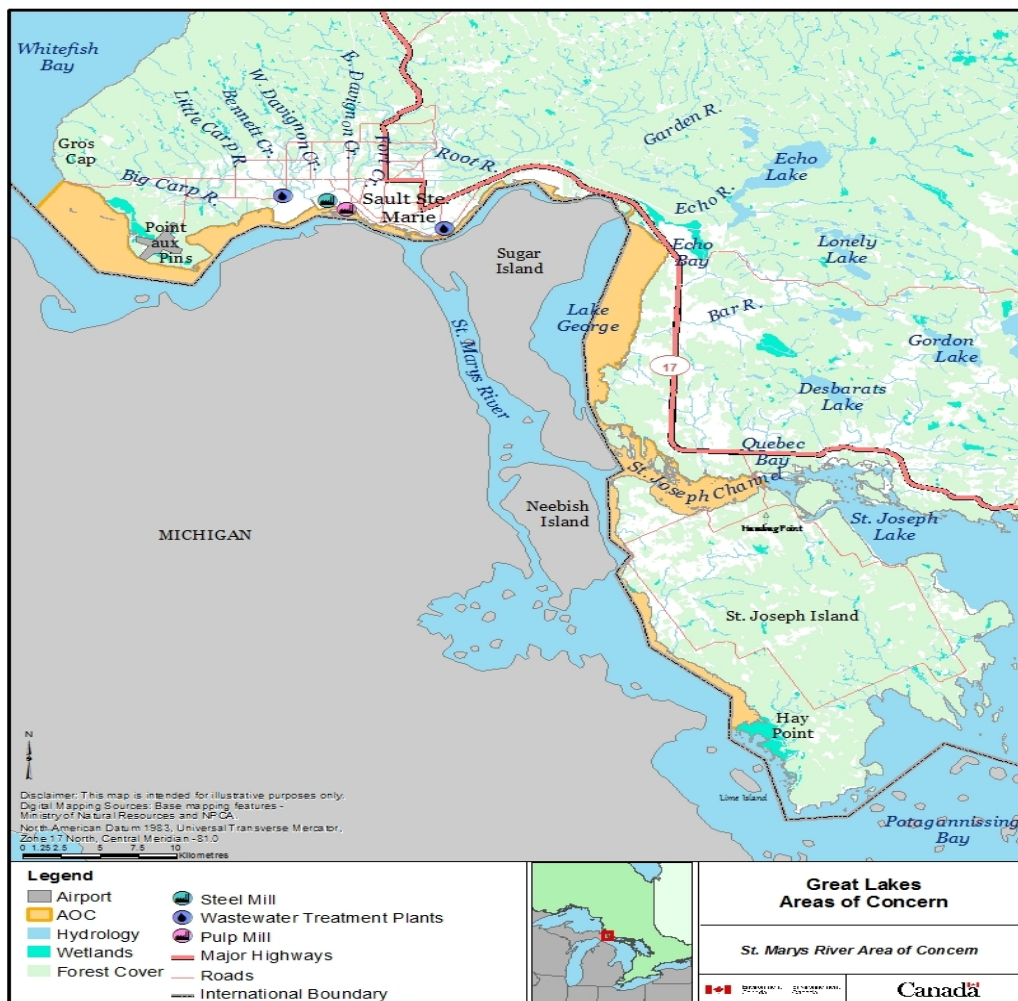 Whitefish
Bay
Gros
Cap
Big Carp R.
Little Carp R.
Bennett Cr.
W. Davignon Cr.
E. Davignon Cr.
Fort Cr.
Root R.
Garden R.
Echo
Lake
Echo R.
Sault Ste.
Marie
Point
aux
Pins
Sugar
Island
Echo
Bay
Lonely
Lake
Lake
George
Bar R.
Gordon
Lake
St. Marys River
17
Desbarats
Lake
Quebec
Bay
St. Joseph Channel
Neebish
Island
St. Joseph
Lake
MICHIGAN
St. Joseph Island
Hay
Point
Lime Island
Potagannissing
Bay
N
Disclaimer: This map is intended for illustrative purposes only.
Digital Mapping Sources: Base mapping features -
Ministry of Natural Resources and NPCA.
North American Datum 1983, Universal Transverse Mercator,
Zone 17 North, Central Meridian -81.0
0 1.25 2.5 5 7.5 10
Kilometres
Legend
Airport
AOC
Hydrology
Wetlands
Forest Cover
Steel Mill
Wastewater Treatment Plants
Pulp Mill
Major Highways
Roads
International Boundary
Great Lakes
Areas of Concern
St. Marys River Area of Concern
Environment Environnement
Canada Canada
Canada